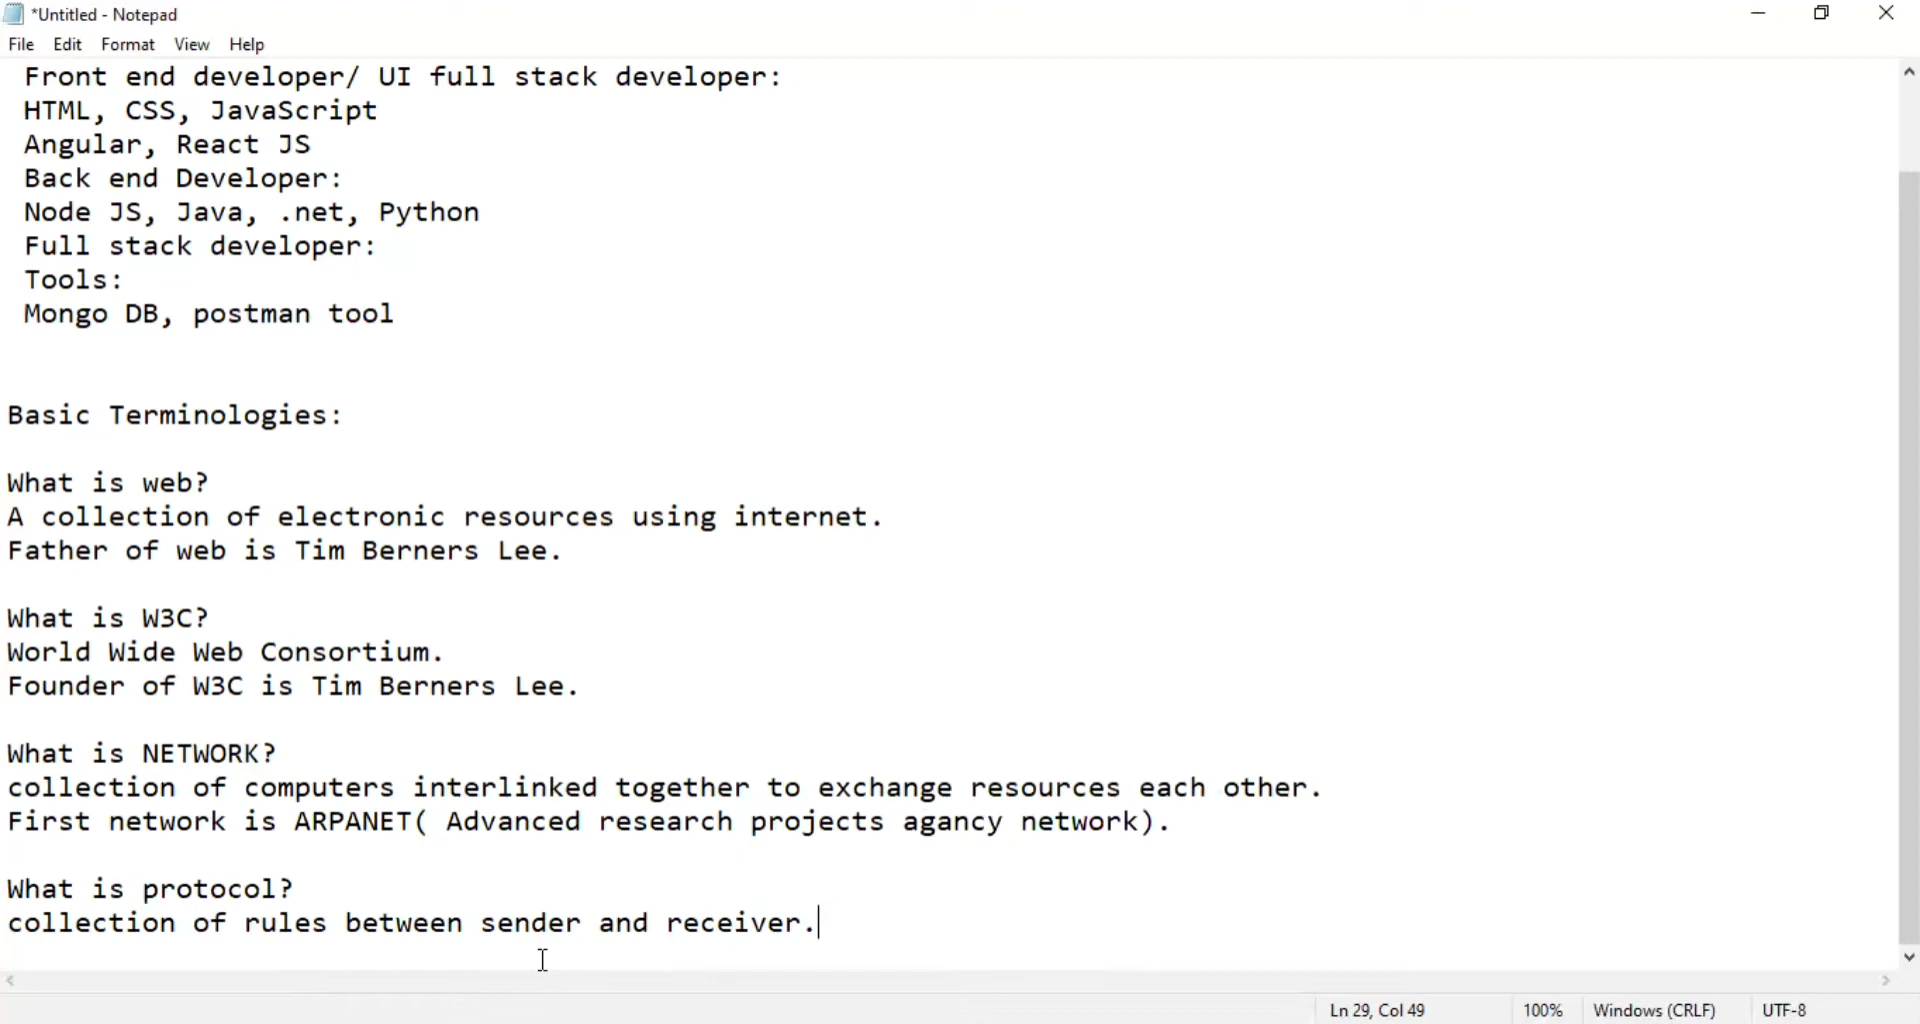 *Untitled - Notepad
File Edit Format View Help
Front end developer/ UI full stack developer:
HTML, CSS, JavaScript
Angular, React JS
Back end Developer:
Node JS, Java, .net, Python
Full stack developer:
Tools:
Mongo DB, postman tool
Basic Terminologies:
What is web?
A collection of electronic resources using internet.
Father of web is Tim Berners Lee.
What is W3C?
World Wide Web Consortium.
Founder of W3C is Tim Berners Lee.
What is NETWORK?
collection of computers interlinked together to exchange resources each other.
First network is ARPANET( Advanced research projects agancy network).
What is protocol?
collection of rules between sender and receiver.
Ln 29, Col 49 100% Windows (CRLF) UTF-8